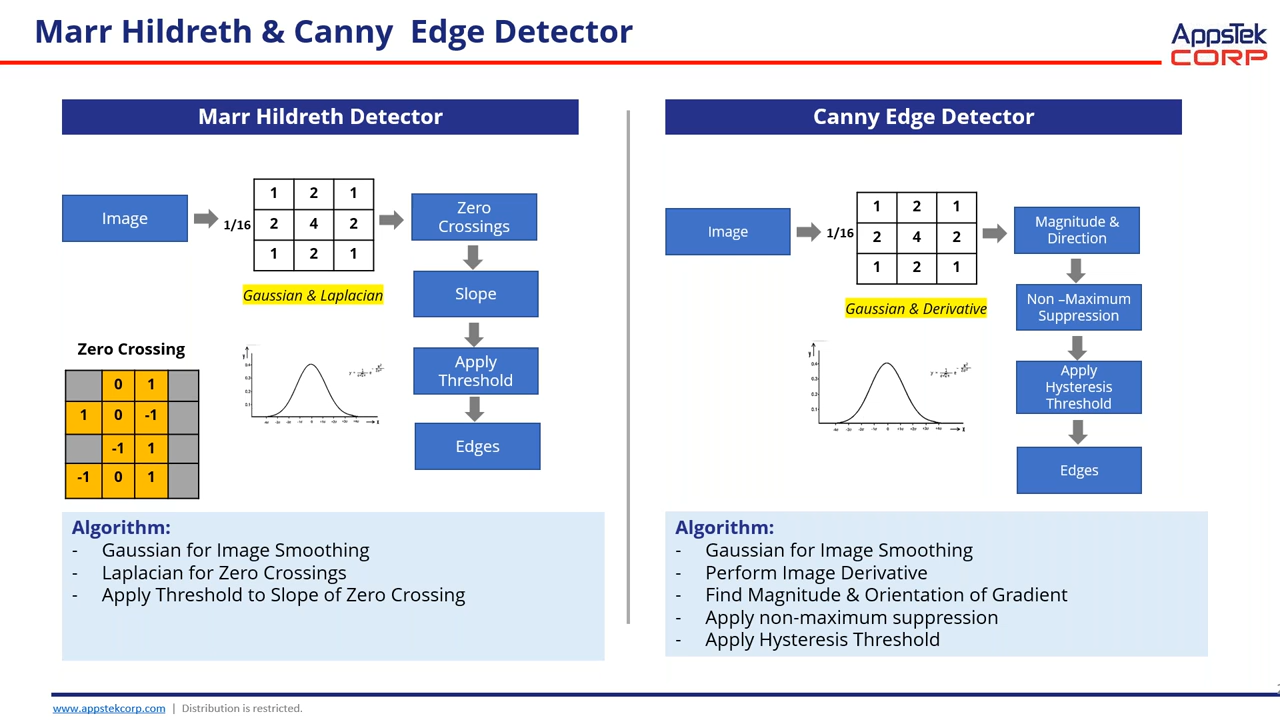 Marr Hildreth & Canny  Edge Detector
AppsTek
CORP
Marr Hildreth Detector
Image
1/16
1 2 1
2 4 2
1 2 1
Gaussian & Laplacian
Zero
Crossings
Slope
Apply
Threshold
Edges
Zero Crossing
0 1
1 0 -1
-1 1
-1 0 1
Algorithm:
- Gaussian for Image Smoothing
- Laplacian for Zero Crossings
- Apply Threshold to Slope of Zero Crossing
Canny Edge Detector
Image
1/16
1 2 1
2 4 2
1 2 1
Gaussian & Derivative
Magnitude &
Direction
Non –Maximum
Suppression
Apply
Hysteresis
Threshold
Edges
Algorithm:
- Gaussian for Image Smoothing
- Perform Image Derivative
- Find Magnitude & Orientation of Gradient
- Apply non-maximum suppression
- Apply Hysteresis Threshold
www.appstekcorp.com | Distribution is restricted.